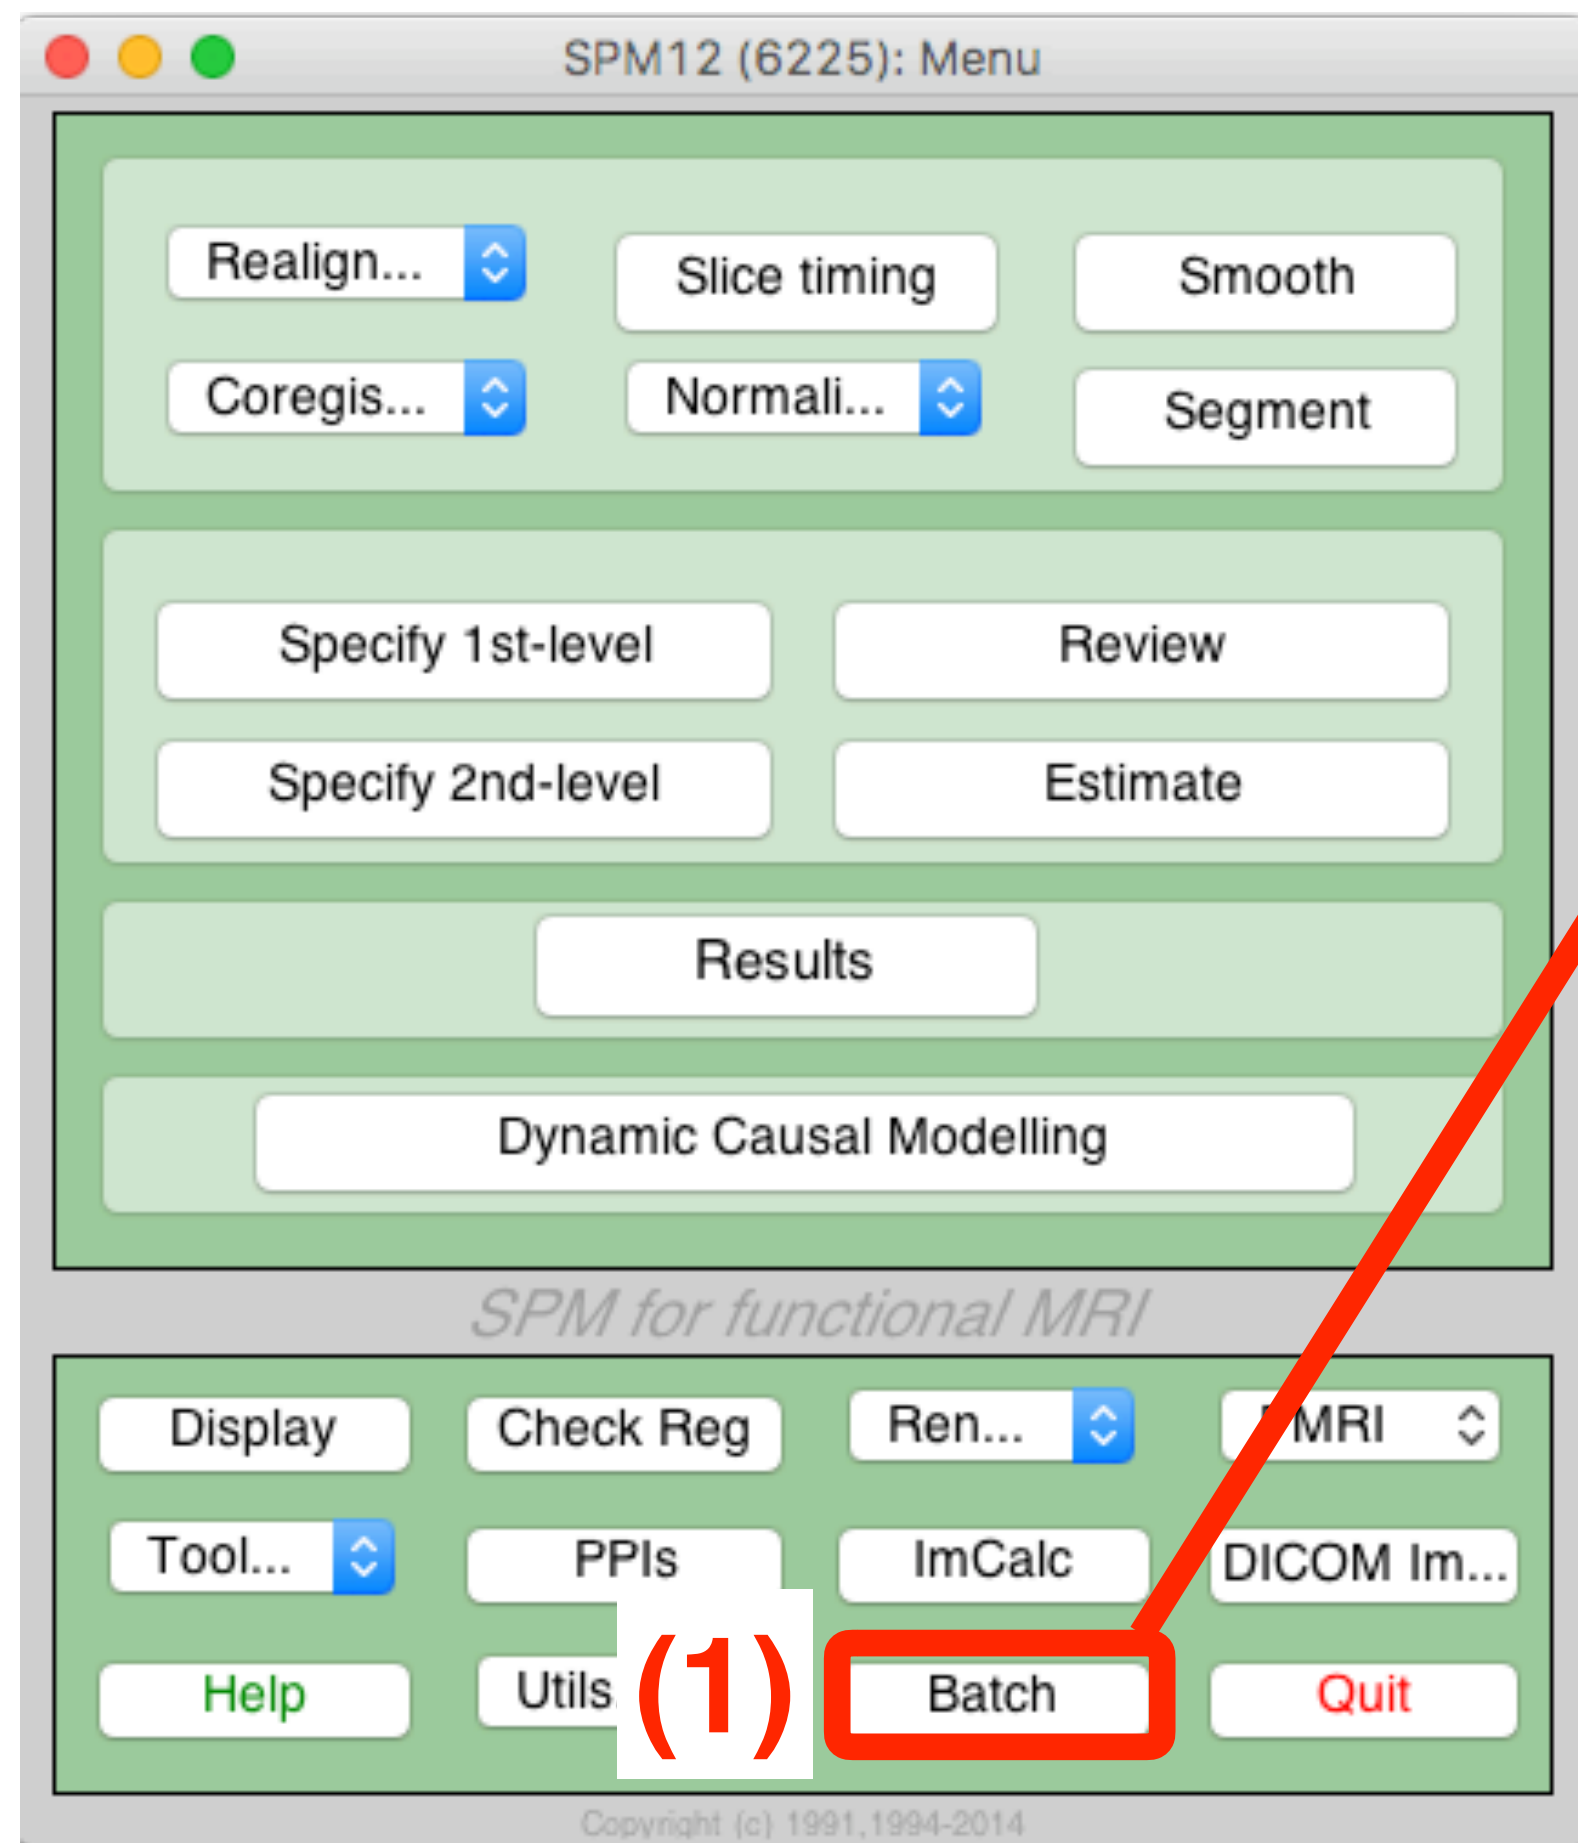 SPM12 (6225): Menu
Realign... Slice timing Smooth
Coregis... Normali... Segment
Specify 1st-level Review
Specify 2nd-level Estimate
Results
Dynamic Causal Modelling
SPM for functional MRI
Display Check Reg Ren... MRI
Tool... PPIs ImCalc DICOM Im...
Help Utils (1) Batch Quit
Copyright (c) 1991,1994-2014